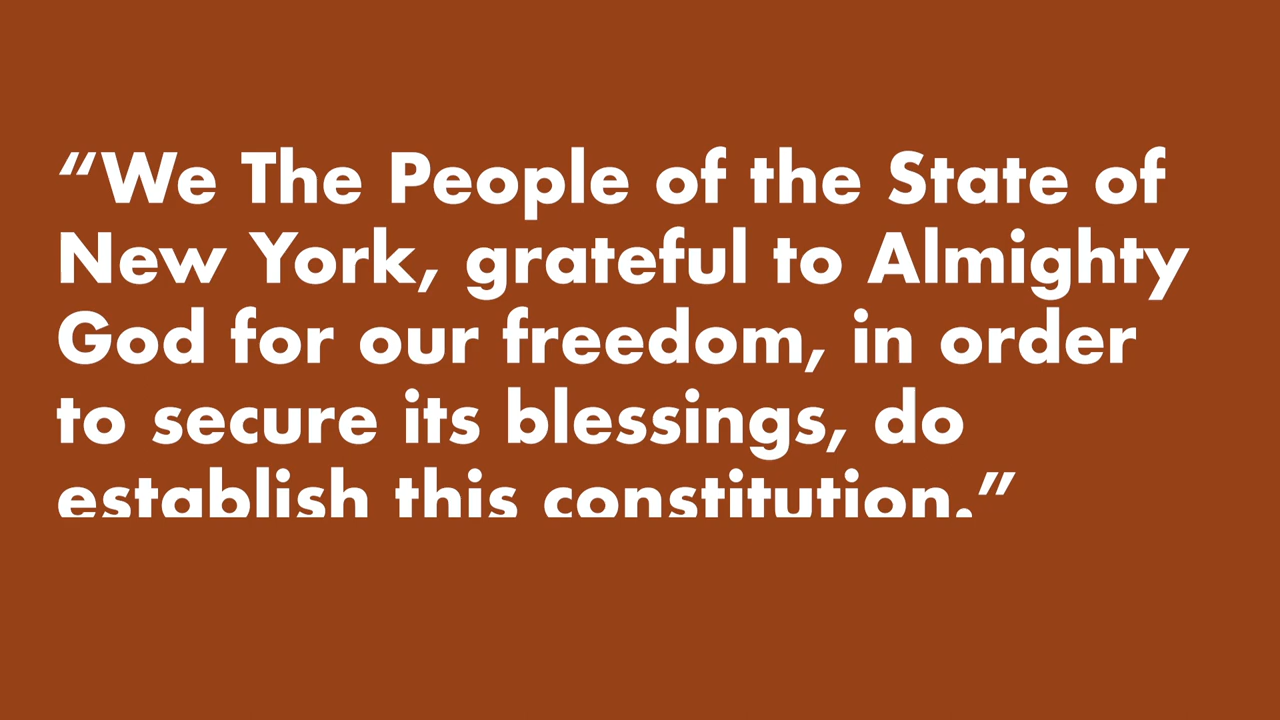 “We The People of the State of
New York, grateful to Almighty
God for our freedom, in order
to secure its blessings, do
establish this constitution.”